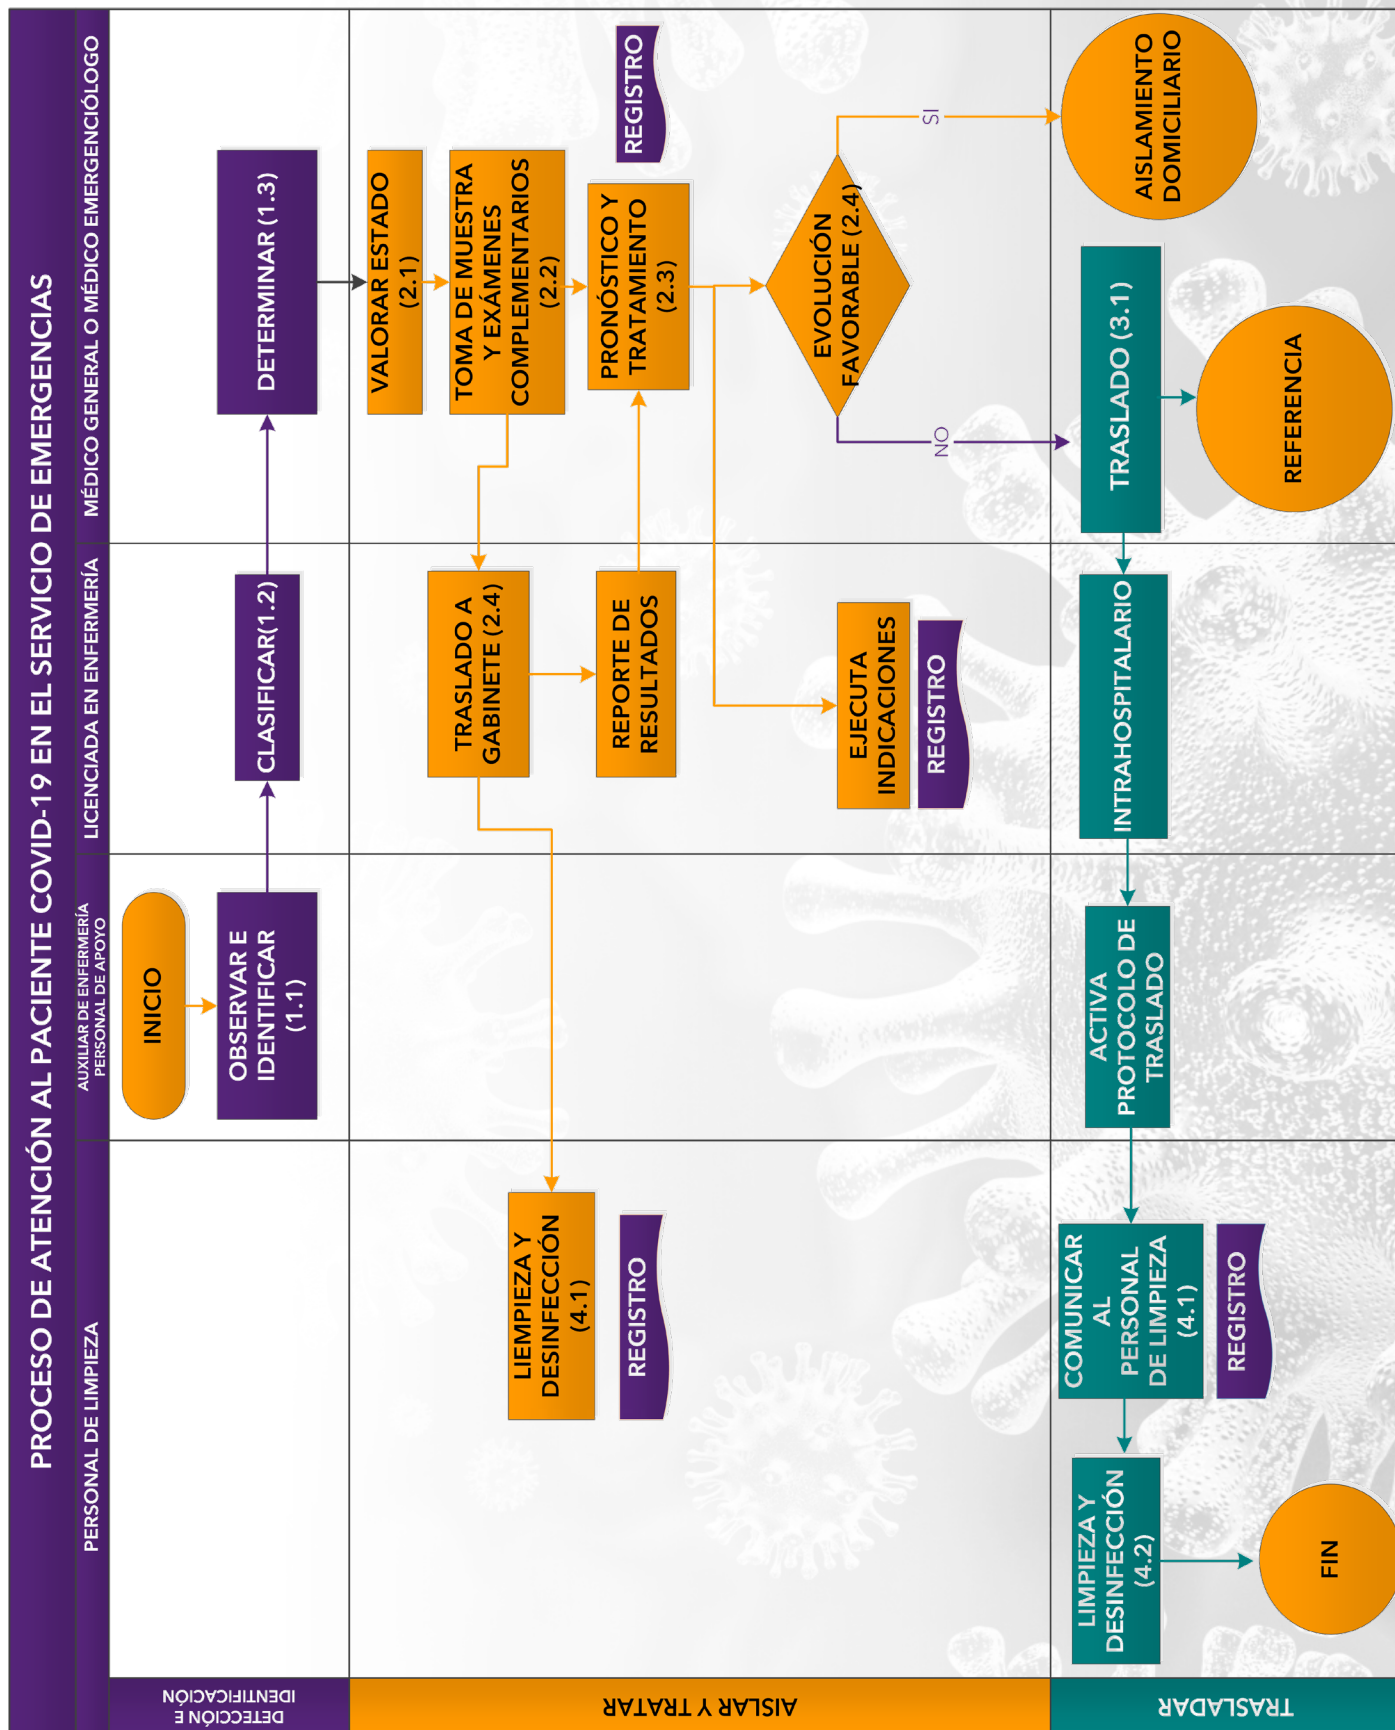 PROCESO DE ATENCIÓN AL PACIENTE COVID-19 EN EL SERVICIO DE EMERGENCIAS
PERSONAL DE LIMPIEZA
AUXILIAR DE ENFERMERÍA
PERSONAL DE APOYO
LICENCIADA EN ENFERMERÍA
MÉDICO GENERAL O MÉDICO EMERGENCIÓLOGO
DETECCIÓN E
IDENTIFICACIÓN
INICIO
OBSERVAR E
IDENTIFICAR
(1.1)
CLASIFICAR(1.2)
DETERMINAR (1.3)
AISLAR Y TRATAR
VALORAR ESTADO
(2.1)
TOMA DE MUESTRA
Y EXÁMENES
COMPLEMENTARIOS
(2.2)
TRASLADO A
GABINETE (2.4)
LIEMPIEZA Y
DESINFECCIÓN
(4.1)
REGISTRO
REPORTE DE
RESULTADOS
PRONÓSTICO Y
TRATAMIENTO
(2.3)
REGISTRO
EJECUTA
INDICACIONES
REGISTRO
EVOLUCIÓN
FAVORABLE (2.4)
NO
SI
TRASLADAR
AISLAMIENTO
DOMICILIARIO
TRASLADO (3.1)
REFERENCIA
INTRAHOSPITALARIO
ACTIVA
PROTOCOLO DE
TRASLADO
COMUNICAR
AL
PERSONAL
DE LIMPIEZA
(4.1)
REGISTRO
LIMPIEZA Y
DESINFECCIÓN
(4.2)
FIN